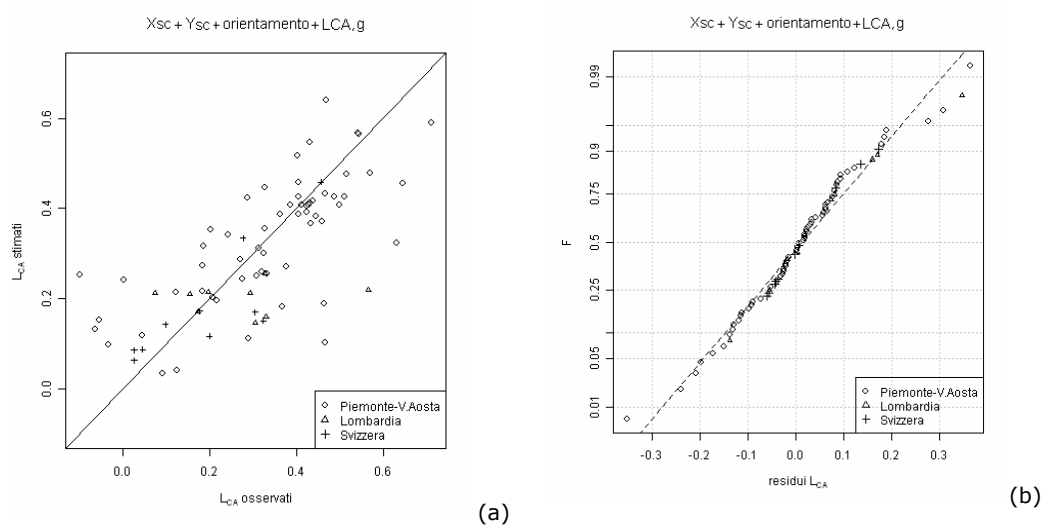 Xsc + Ysc + orientamento + LCA, g
0.6
0.4
0.2
0.0
LCA stimati
Piemonte-V.Aosta
Lombardia
Svizzera
0.0 0.2 0.4 0.6
LCA osservati
(a)
Xsc + Ysc + orientamento + LCA, g
0.99
0.9
0.75
0.5
0.25
0.05
0.01
F
Piemonte-V.Aosta
Lombardia
Svizzera
-0.3 -0.2 -0.1 0.0 0.1 0.2 0.3
residui LCA
(b)